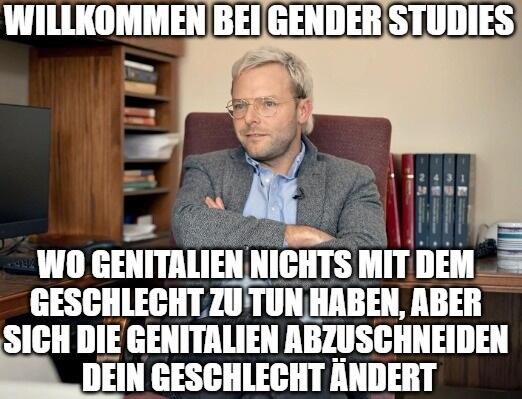 WILLKOMMEN BEI GENDER STUDIES
WO GENITALIEN NICHTS MIT DEM
GESCHLECHT ZU TUN HABEN, ABER
SICH DIE GENITALIEN ABZUSCHNEIDEN
DEIN GESCHLECHT ÄNDERT